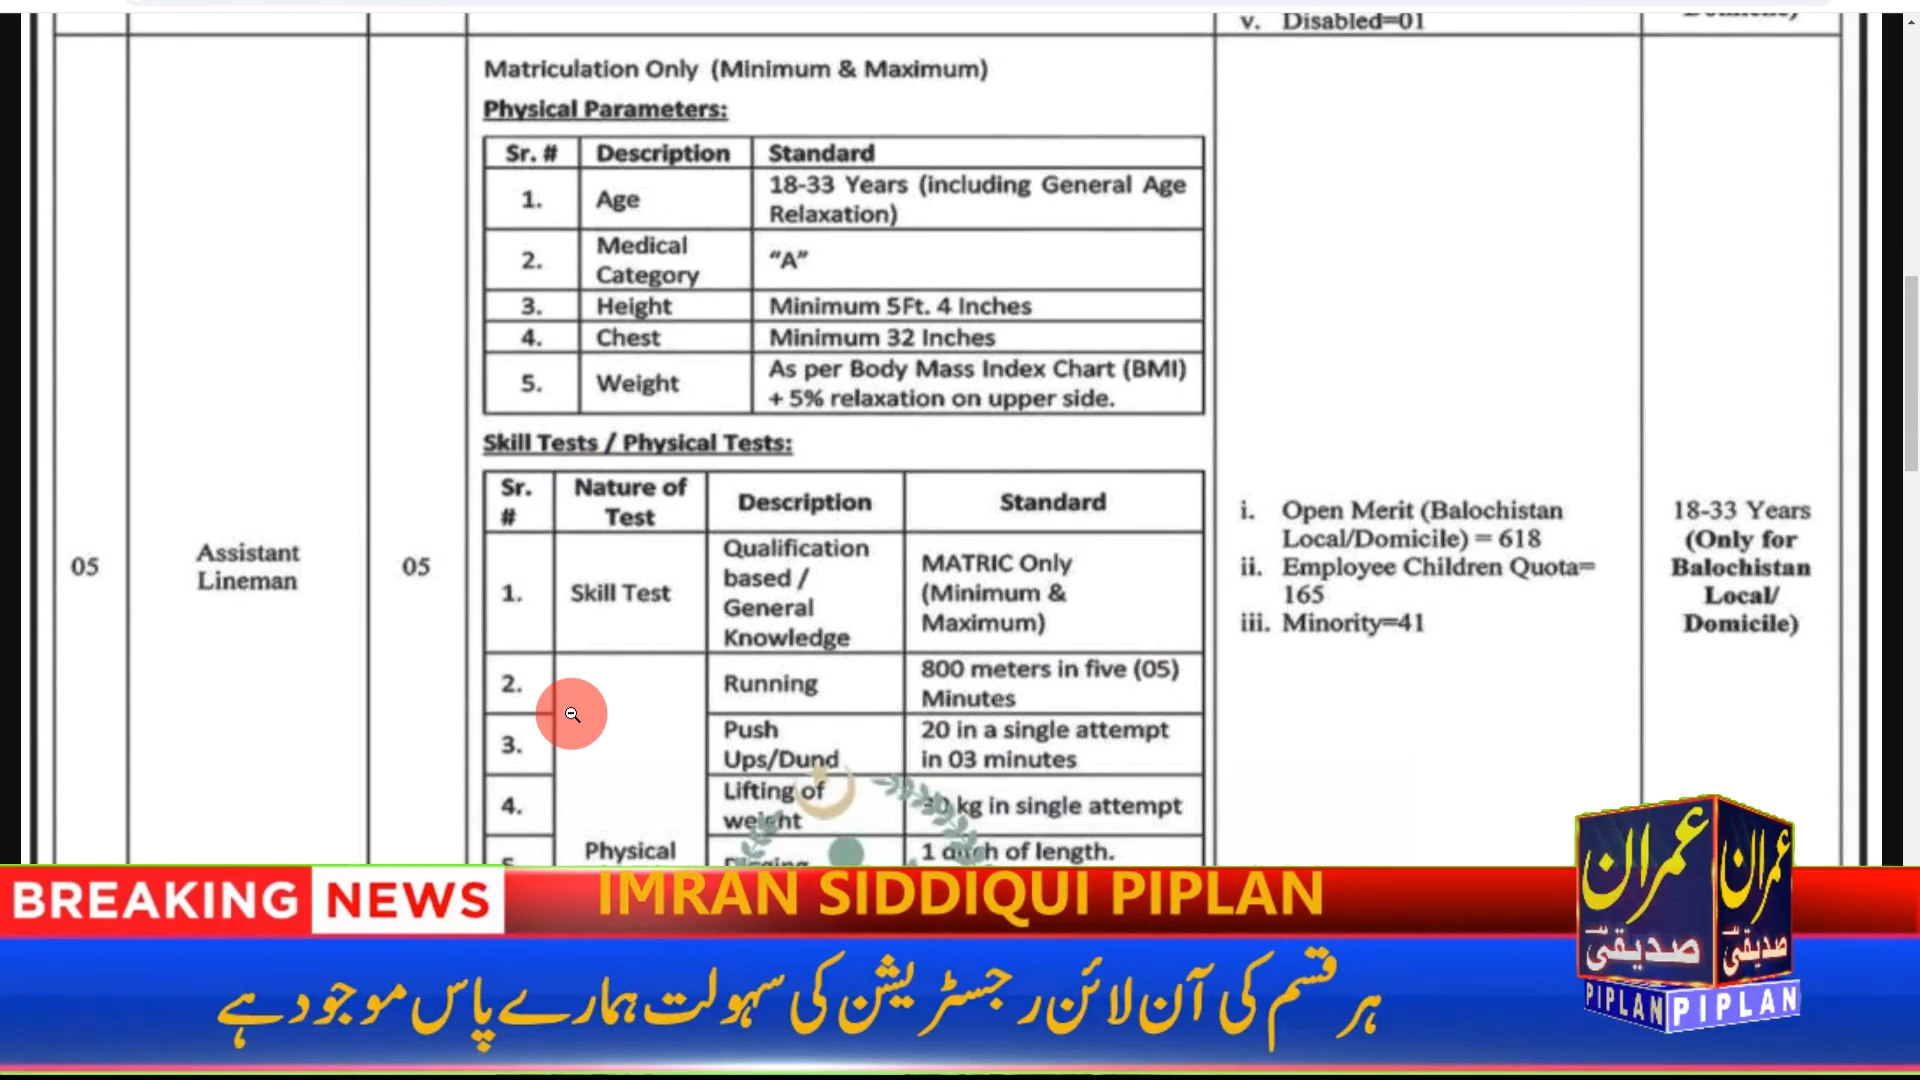 v. Disabled=01
Matriculation Only (Minimum & Maximum)
Physical Parameters:
Sr. # Description Standard
1. Age 18-33 Years (including General Age Relaxation)
2. Medical Category "A"
3. Height Minimum 5Ft. 4 Inches
4. Chest Minimum 32 Inches
5. Weight As per Body Mass Index Chart (BMI) + 5% relaxation on upper side.
Skill Tests / Physical Tests:
Sr. # Nature of Test Description Standard
1. Skill Test Qualification based / General Knowledge MATRIC Only (Minimum & Maximum)
2. Running 800 meters in five (05) Minutes
3. Push Ups/Dund 20 in a single attempt in 03 minutes
4. Lifting of weight kg in single attempt
Physical
1 of length.
05
Assistant
Lineman
05
i. Open Merit (Balochistan
Local/Domicile) = 618
ii. Employee Children Quota=
165
iii. Minority=41
18-33 Years
(Only for
Balochistan
Local/
Domicile)
BREAKING NEWS
IMRAN SIDDIQUI PIPLAN
ہر قسم کی آن لائن رجسٹریشن کی سہولت ہمارے پاس موجود ہے
عمران
صدیقی
PIPLAN
عمران
صدیقی
PIPLAN